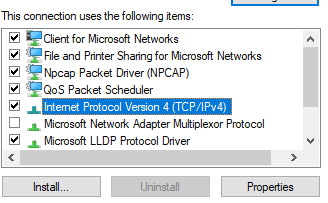 This connection uses the following items:
Client for Microsoft Networks
File and Printer Sharing for Microsoft Networks
Npcap Packet Driver (NPCAP)
QoS Packet Scheduler
Internet Protocol Version 4 (TCP/IPv4)
Microsoft Network Adapter Multiplexor Protocol
Microsoft LLDP Protocol Driver
Install...
Uninstall
Properties